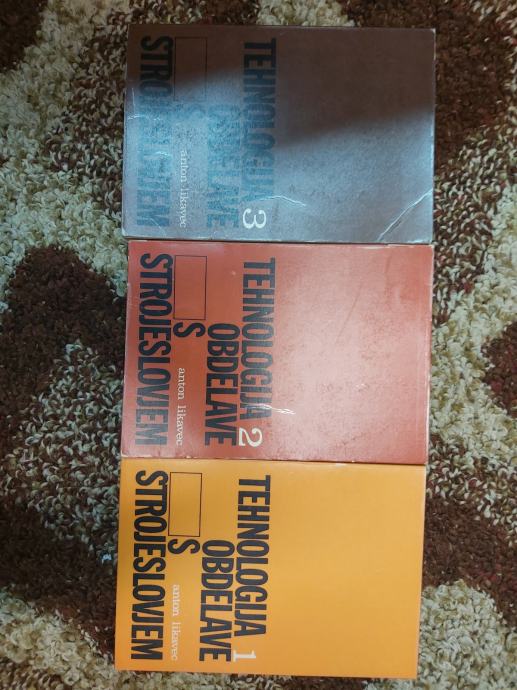 TEHNOLOGIJA 3
OBDELAVE
S
STROJESLOVJEM
anton likavec
TEHNOLOGIJA 2
OBDELAVE
S
STROJESLOVJEM
anton likavec
TEHNOLOGIJA 1
OBDELAVE
S
STROJESLOVJEM
anton likavec